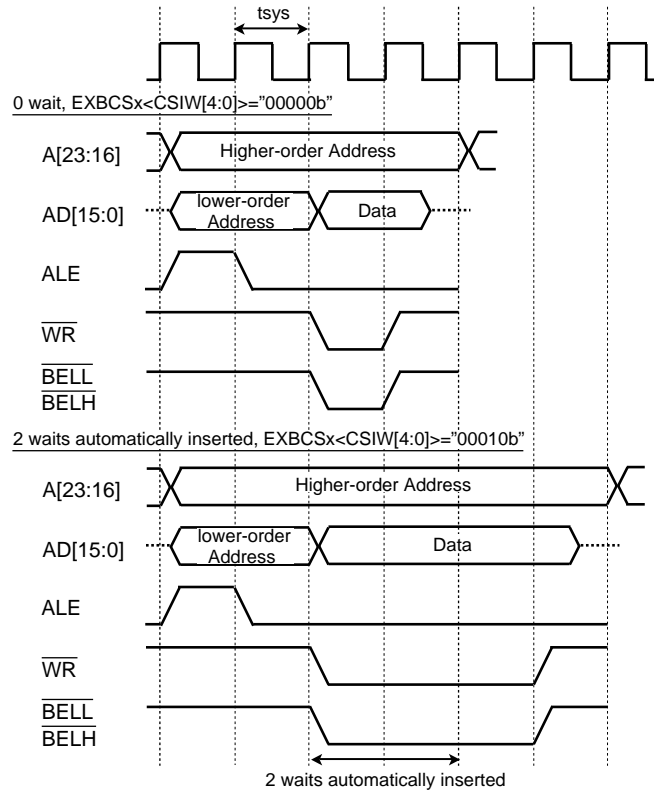 tsys
0 wait, EXBCSx<CSIW[4:0]>="00000b"
A[23:16]
Higher-order Address
AD[15:0]
lower-order
Address
Data
ALE
WR
BELL
BELH
2 waits automatically inserted, EXBCSx<CSIW[4:0]>="00010b"
A[23:16]
Higher-order Address
AD[15:0]
lower-order
Address
Data
ALE
WR
BELL
BELH
2 waits automatically inserted